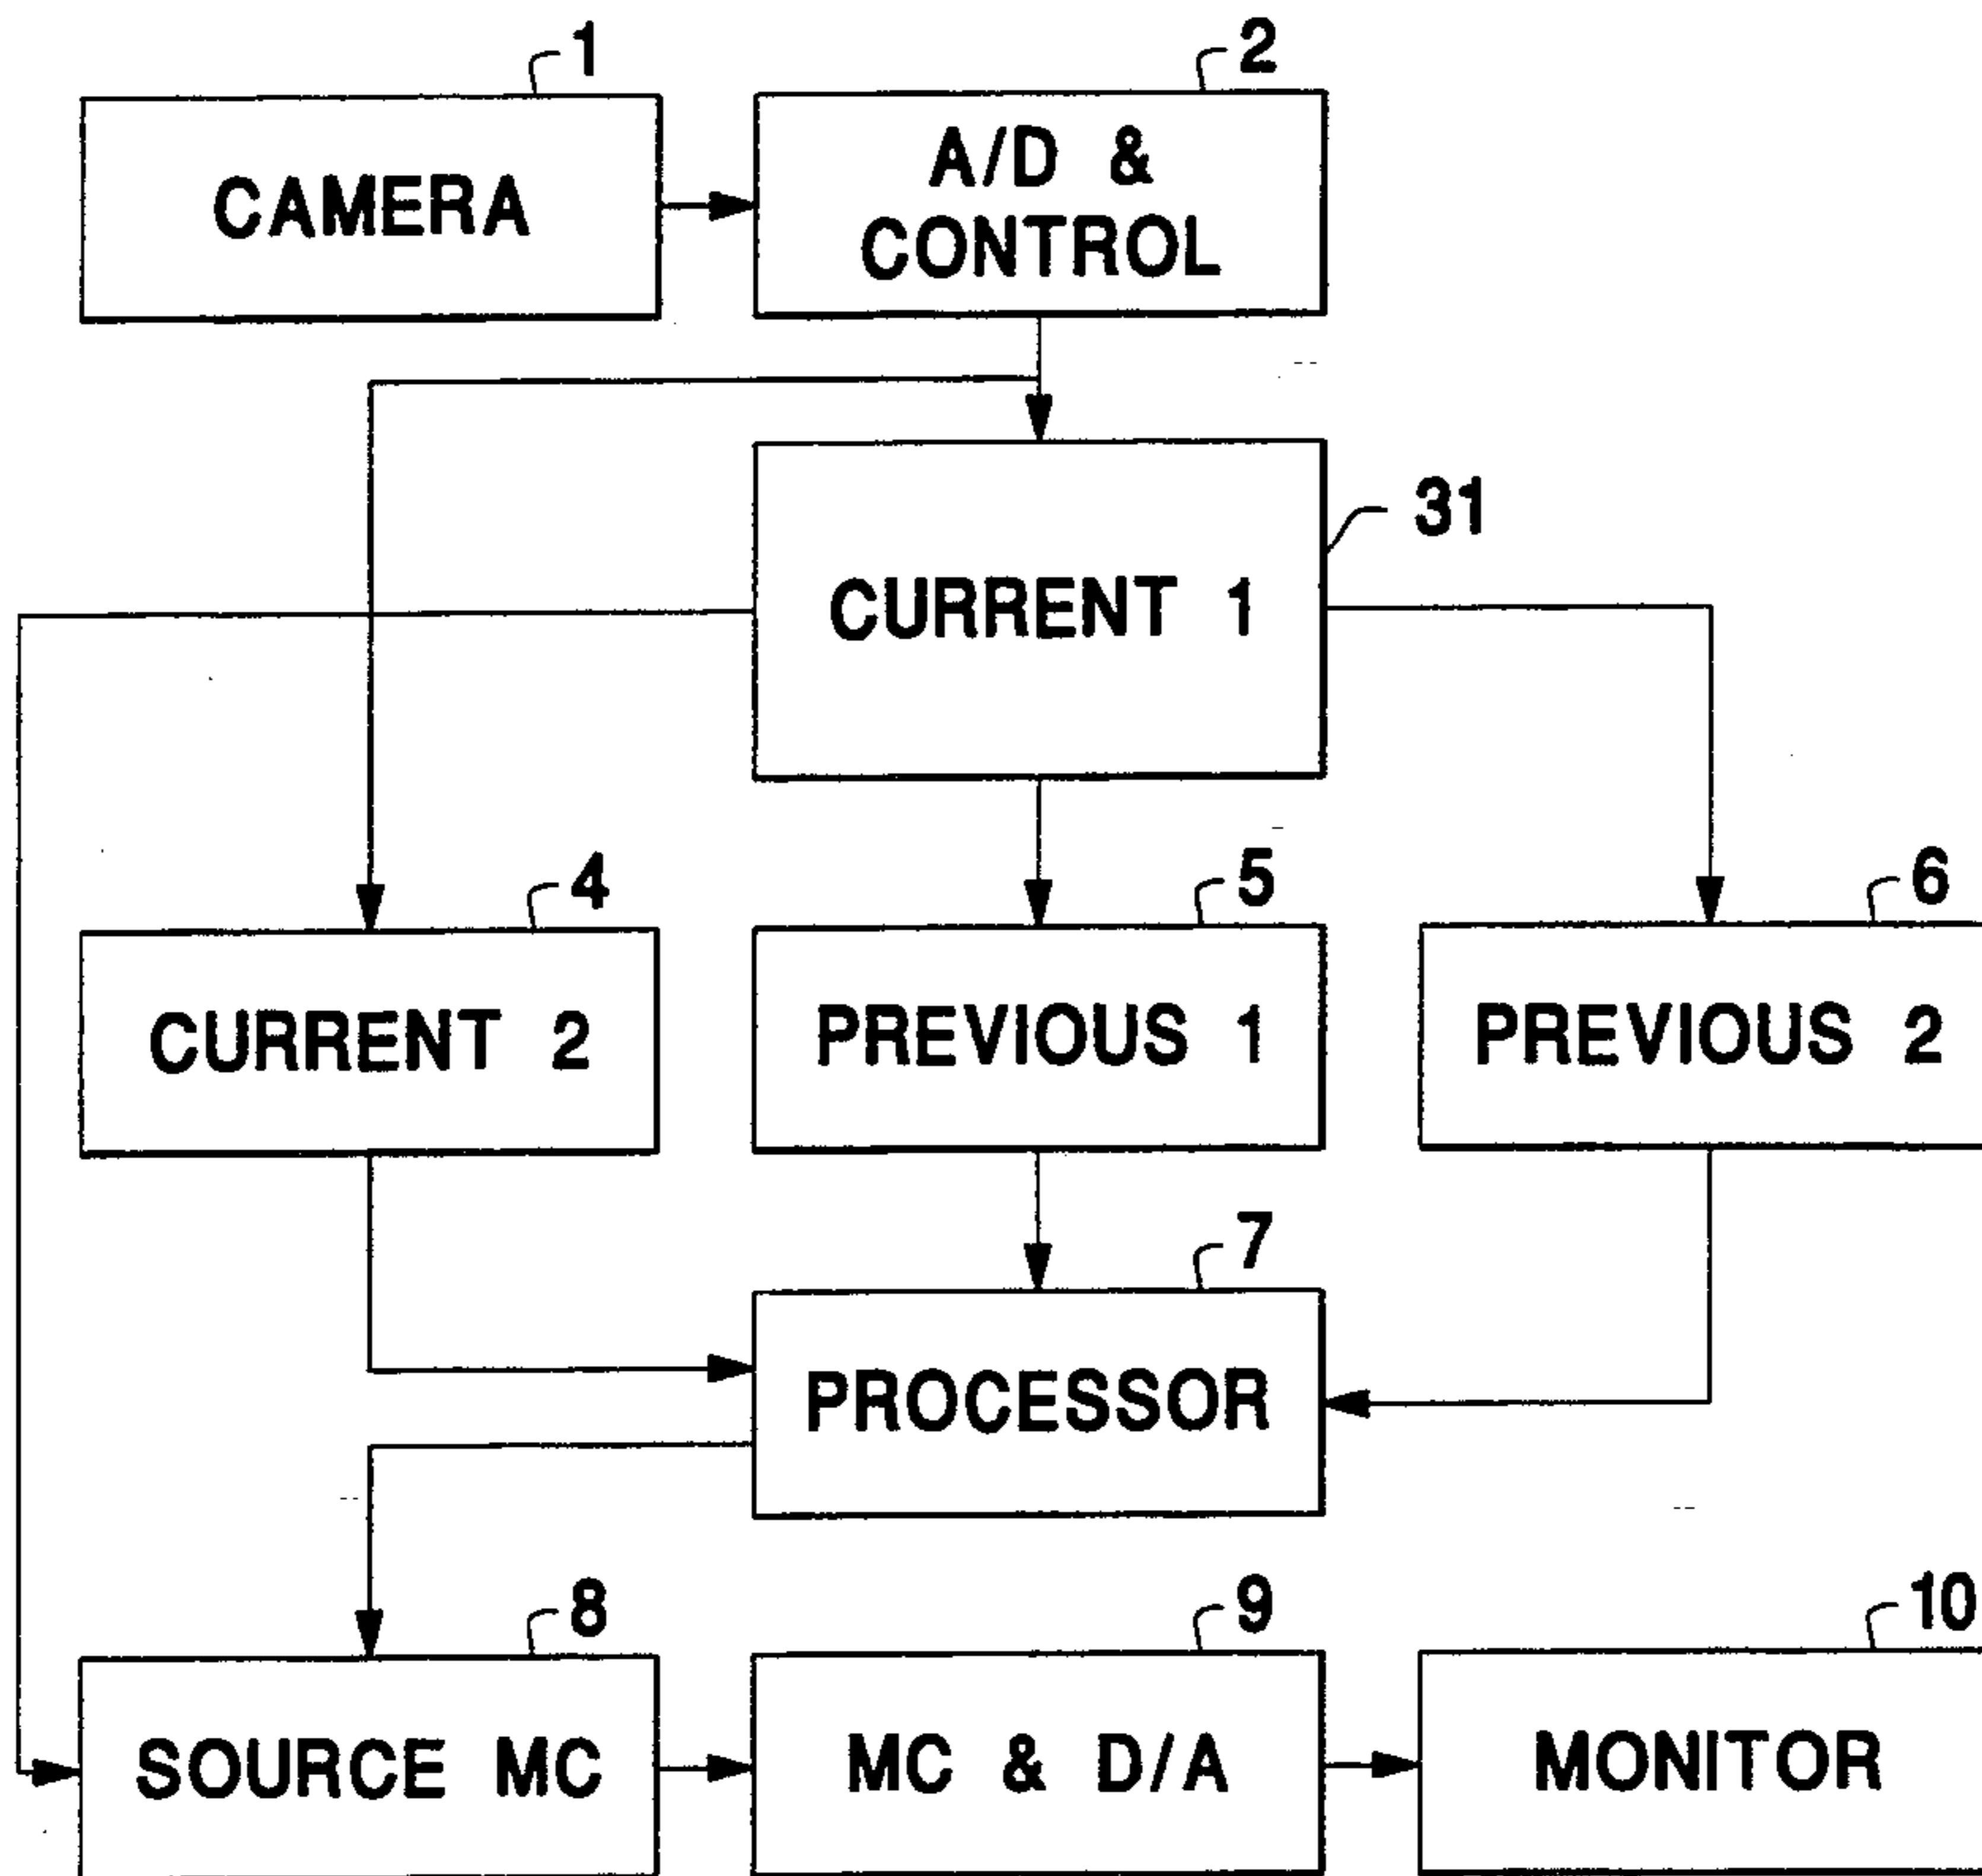 1
2
CAMERA
A/D &
CONTROL
31
CURRENT 1
4
5
6
CURRENT 2
PREVIOUS 1
PREVIOUS 2
7
PROCESSOR
8
9
10
SOURCE MC
MC & D/A
MONITOR